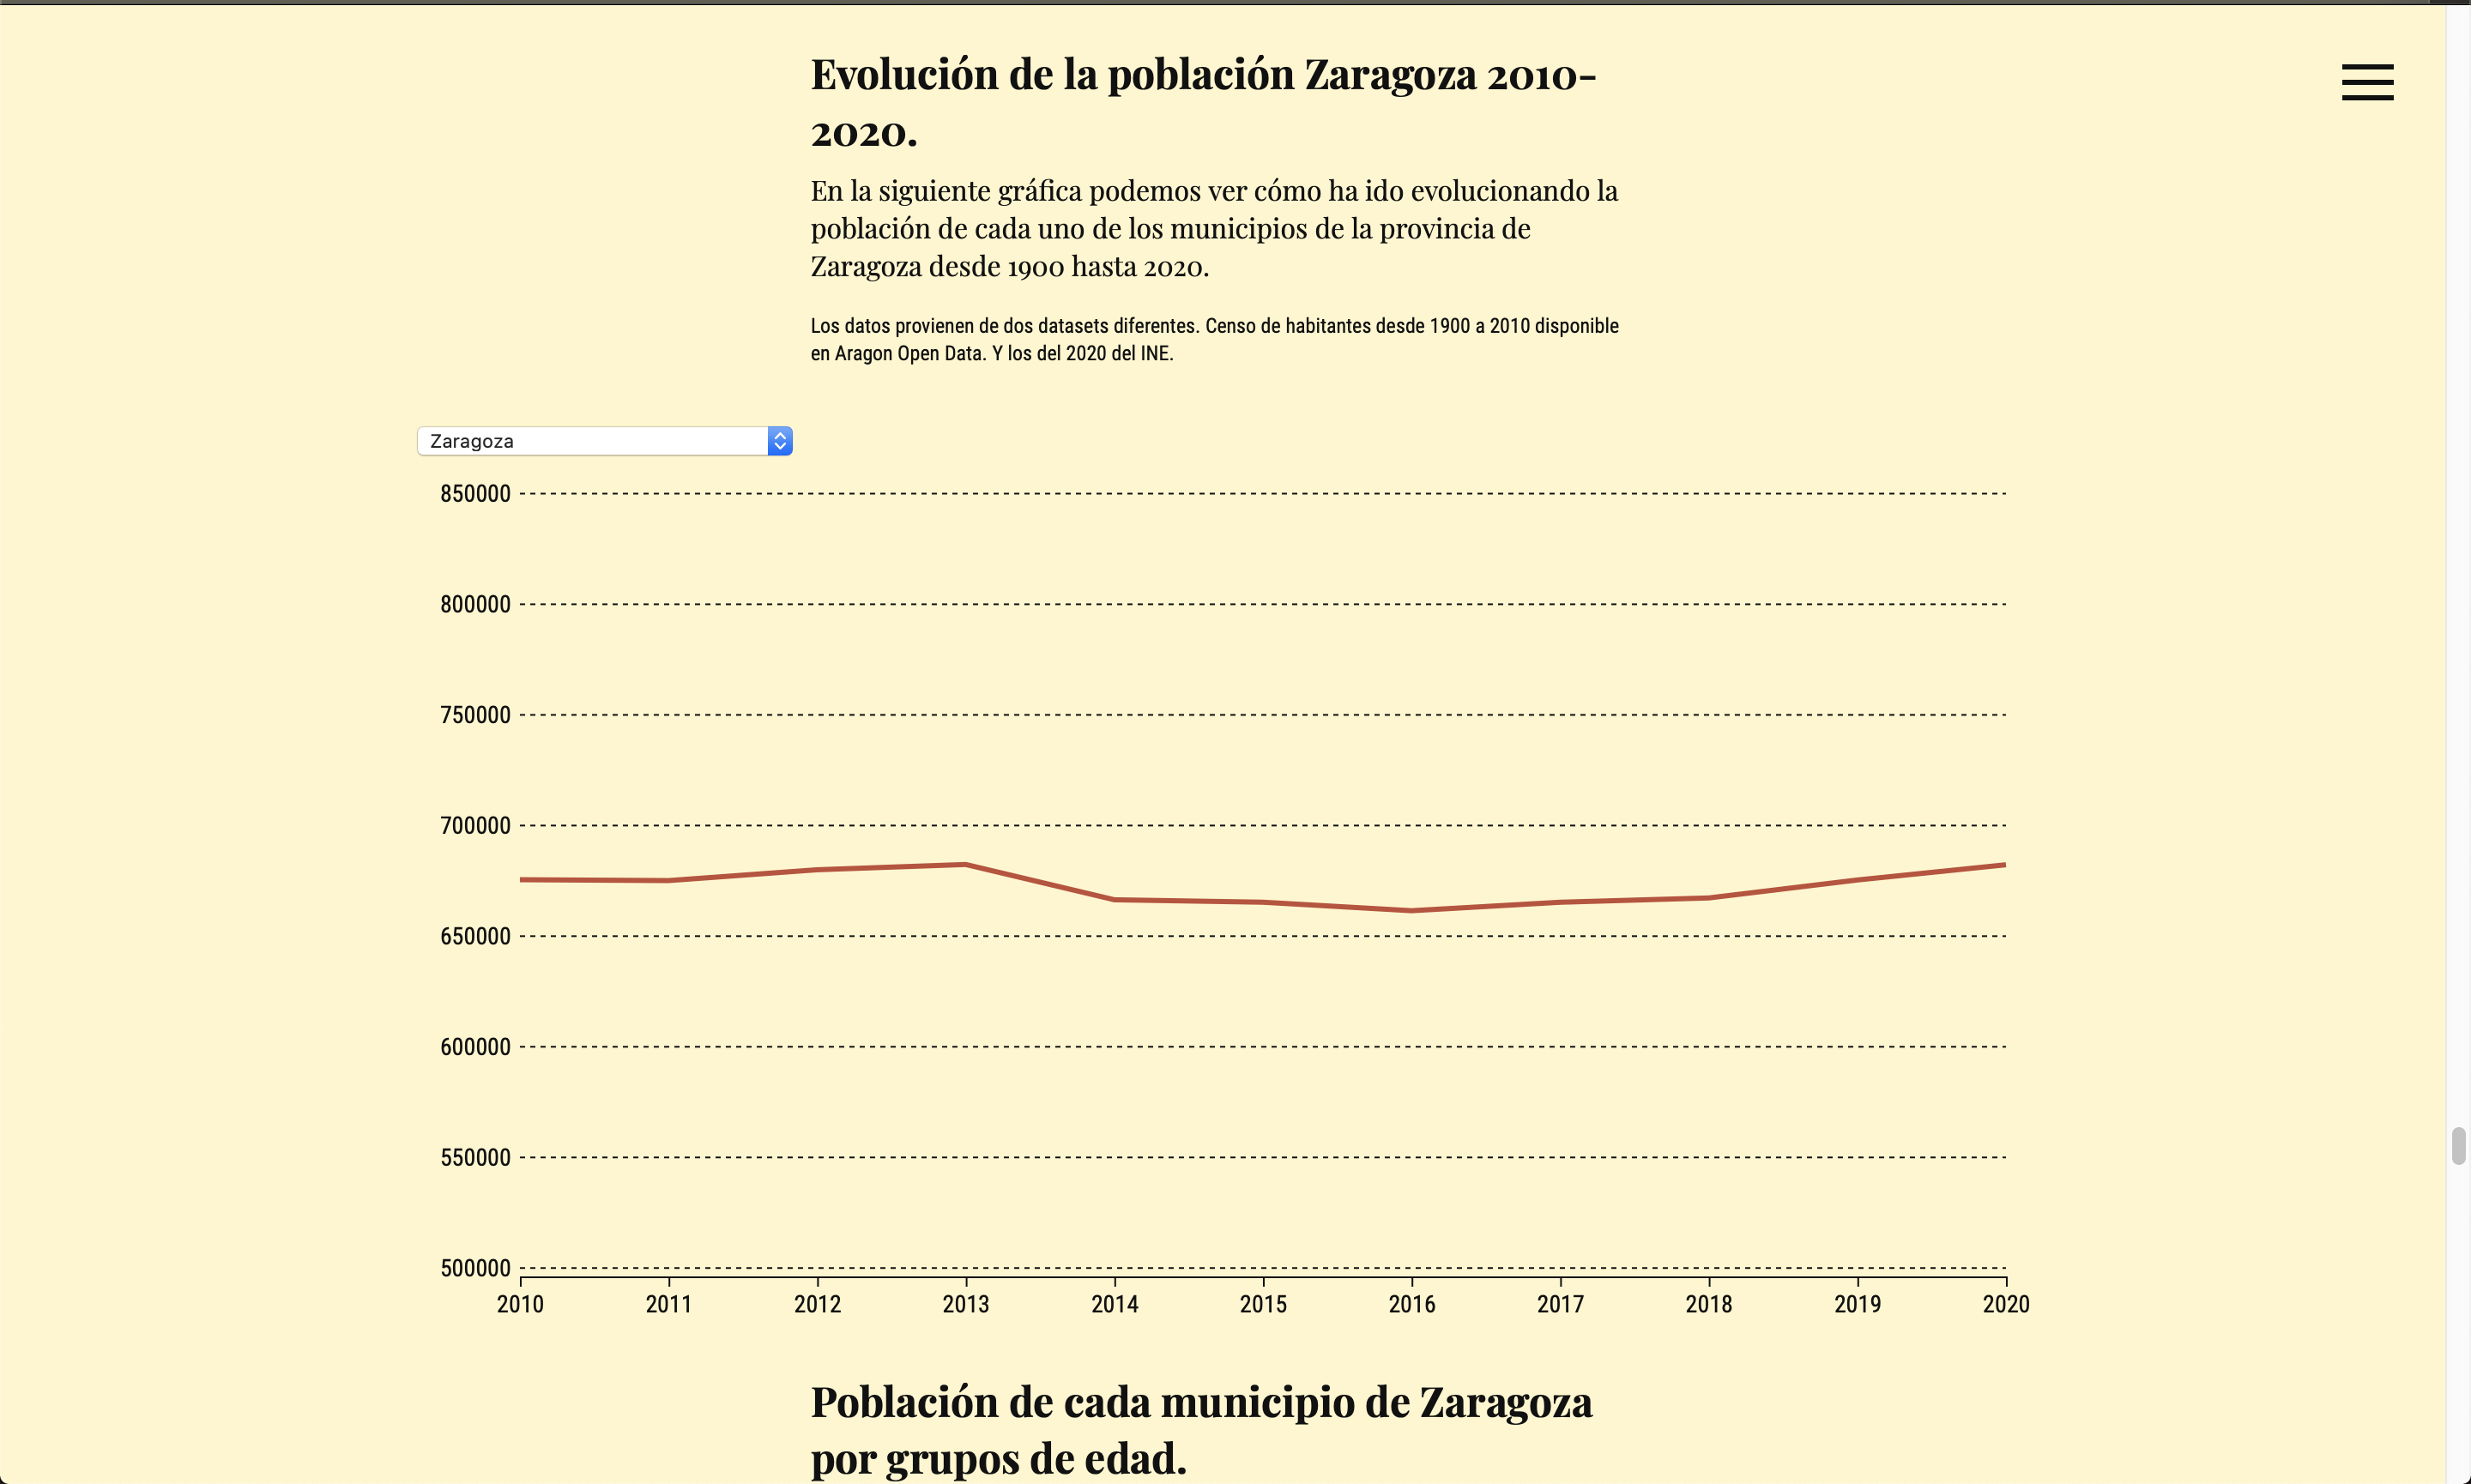 Evolución de la población Zaragoza 2010-
2020.
En la siguiente gráfica podemos ver cómo ha ido evolucionando la
población de cada uno de los municipios de la provincia de
Zaragoza desde 1900 hasta 2020.
Los datos provienen de dos datasets diferentes. Censo de habitantes desde 1900 a 2010 disponible
en Aragon Open Data. Y los del 2020 del INE.
Zaragoza
850000
800000
750000
700000
650000
600000
550000
500000
2010 2011 2012 2013 2014 2015 2016 2017 2018 2019 2020
Población de cada municipio de Zaragoza
por grupos de edad.